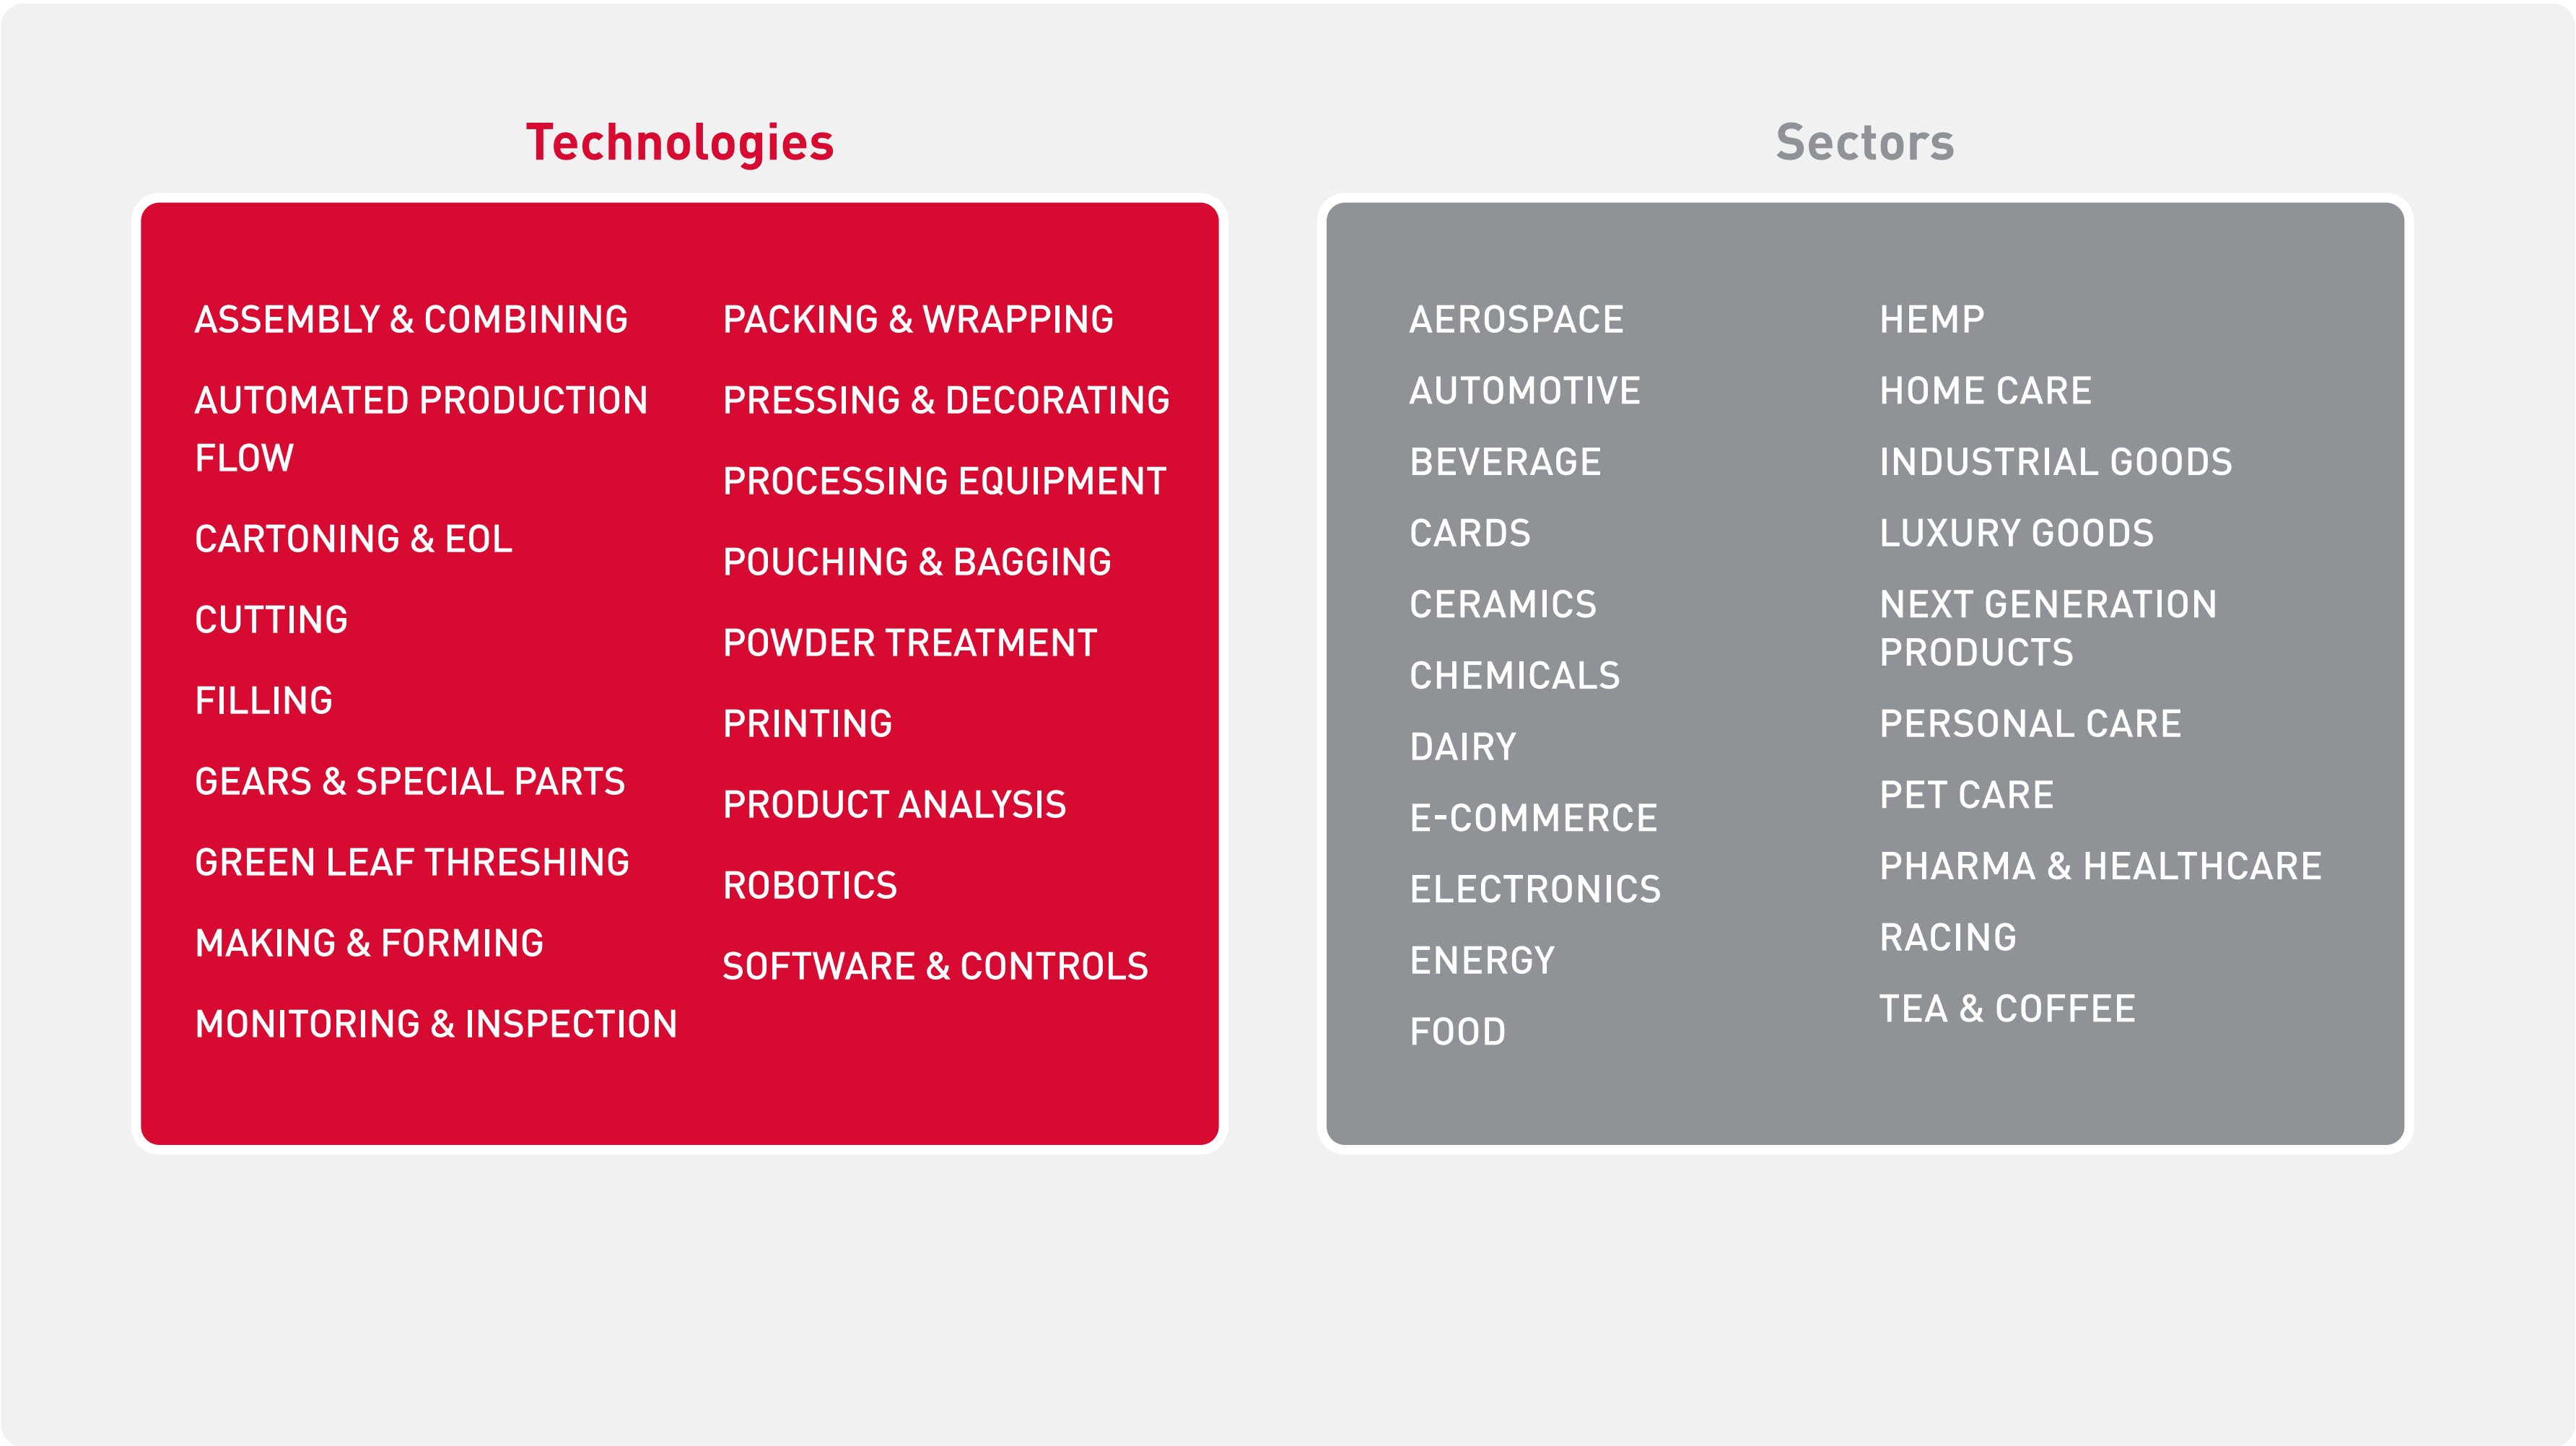 Technologies
ASSEMBLY & COMBINING
AUTOMATED PRODUCTION
FLOW
CARTONING & EOL
CUTTING
FILLING
GEARS & SPECIAL PARTS
GREEN LEAF THRESHING
MAKING & FORMING
MONITORING & INSPECTION
PACKING & WRAPPING
PRESSING & DECORATING
PROCESSING EQUIPMENT
POUCHING & BAGGING
POWDER TREATMENT
PRINTING
PRODUCT ANALYSIS
ROBOTICS
SOFTWARE & CONTROLS
Sectors
AEROSPACE
AUTOMOTIVE
BEVERAGE
CARDS
CERAMICS
CHEMICALS
DAIRY
E-COMMERCE
ELECTRONICS
ENERGY
FOOD
HEMP
HOME CARE
INDUSTRIAL GOODS
LUXURY GOODS
NEXT GENERATION
PRODUCTS
PERSONAL CARE
PET CARE
PHARMA & HEALTHCARE
RACING
TEA & COFFEE